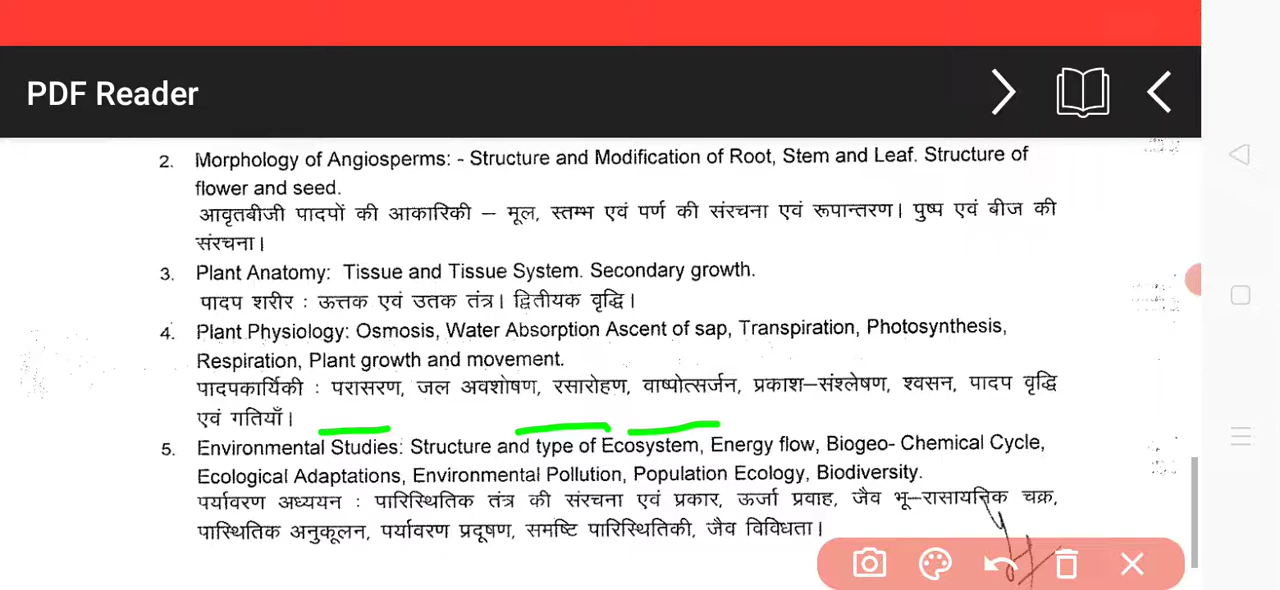 PDF Reader
2. Morphology of Angiosperms: - Structure and Modification of Root, Stem and Leaf. Structure of
flower and seed.
आवृतबीजी पादपों की आकारिकी – मूल, स्तम्भ एवं पर्ण की संरचना एवं रूपान्तरण। पुष्प एवं बीज की
संरचना।
3. Plant Anatomy: Tissue and Tissue System. Secondary growth.
पादप शरीर : ऊत्तक एवं उतक तंत्र। द्वितीयक वृद्धि।
4. Plant Physiology: Osmosis, Water Absorption Ascent of sap, Transpiration, Photosynthesis,
Respiration, Plant growth and movement.
पादपकार्यिकी : परासरण, जल अवशोषण, रसारोहण, वाष्पोत्सर्जन, प्रकाश–संश्लेषण, श्वसन, पादप वृद्धि
एवं गतियाँ।
5. Environmental Studies: Structure and type of Ecosystem, Energy flow, Biogeo- Chemical Cycle,
Ecological Adaptations, Environmental Pollution, Population Ecology, Biodiversity.
पर्यावरण अध्ययन : पारिस्थितिक तंत्र की संरचना एवं प्रकार, ऊर्जा प्रवाह, जैव भू–रासायनिक चक्र,
पास्थितिक अनुकूलन, पर्यावरण प्रदूषण, समष्टि पारिस्थितिकी, जैव विविधता।